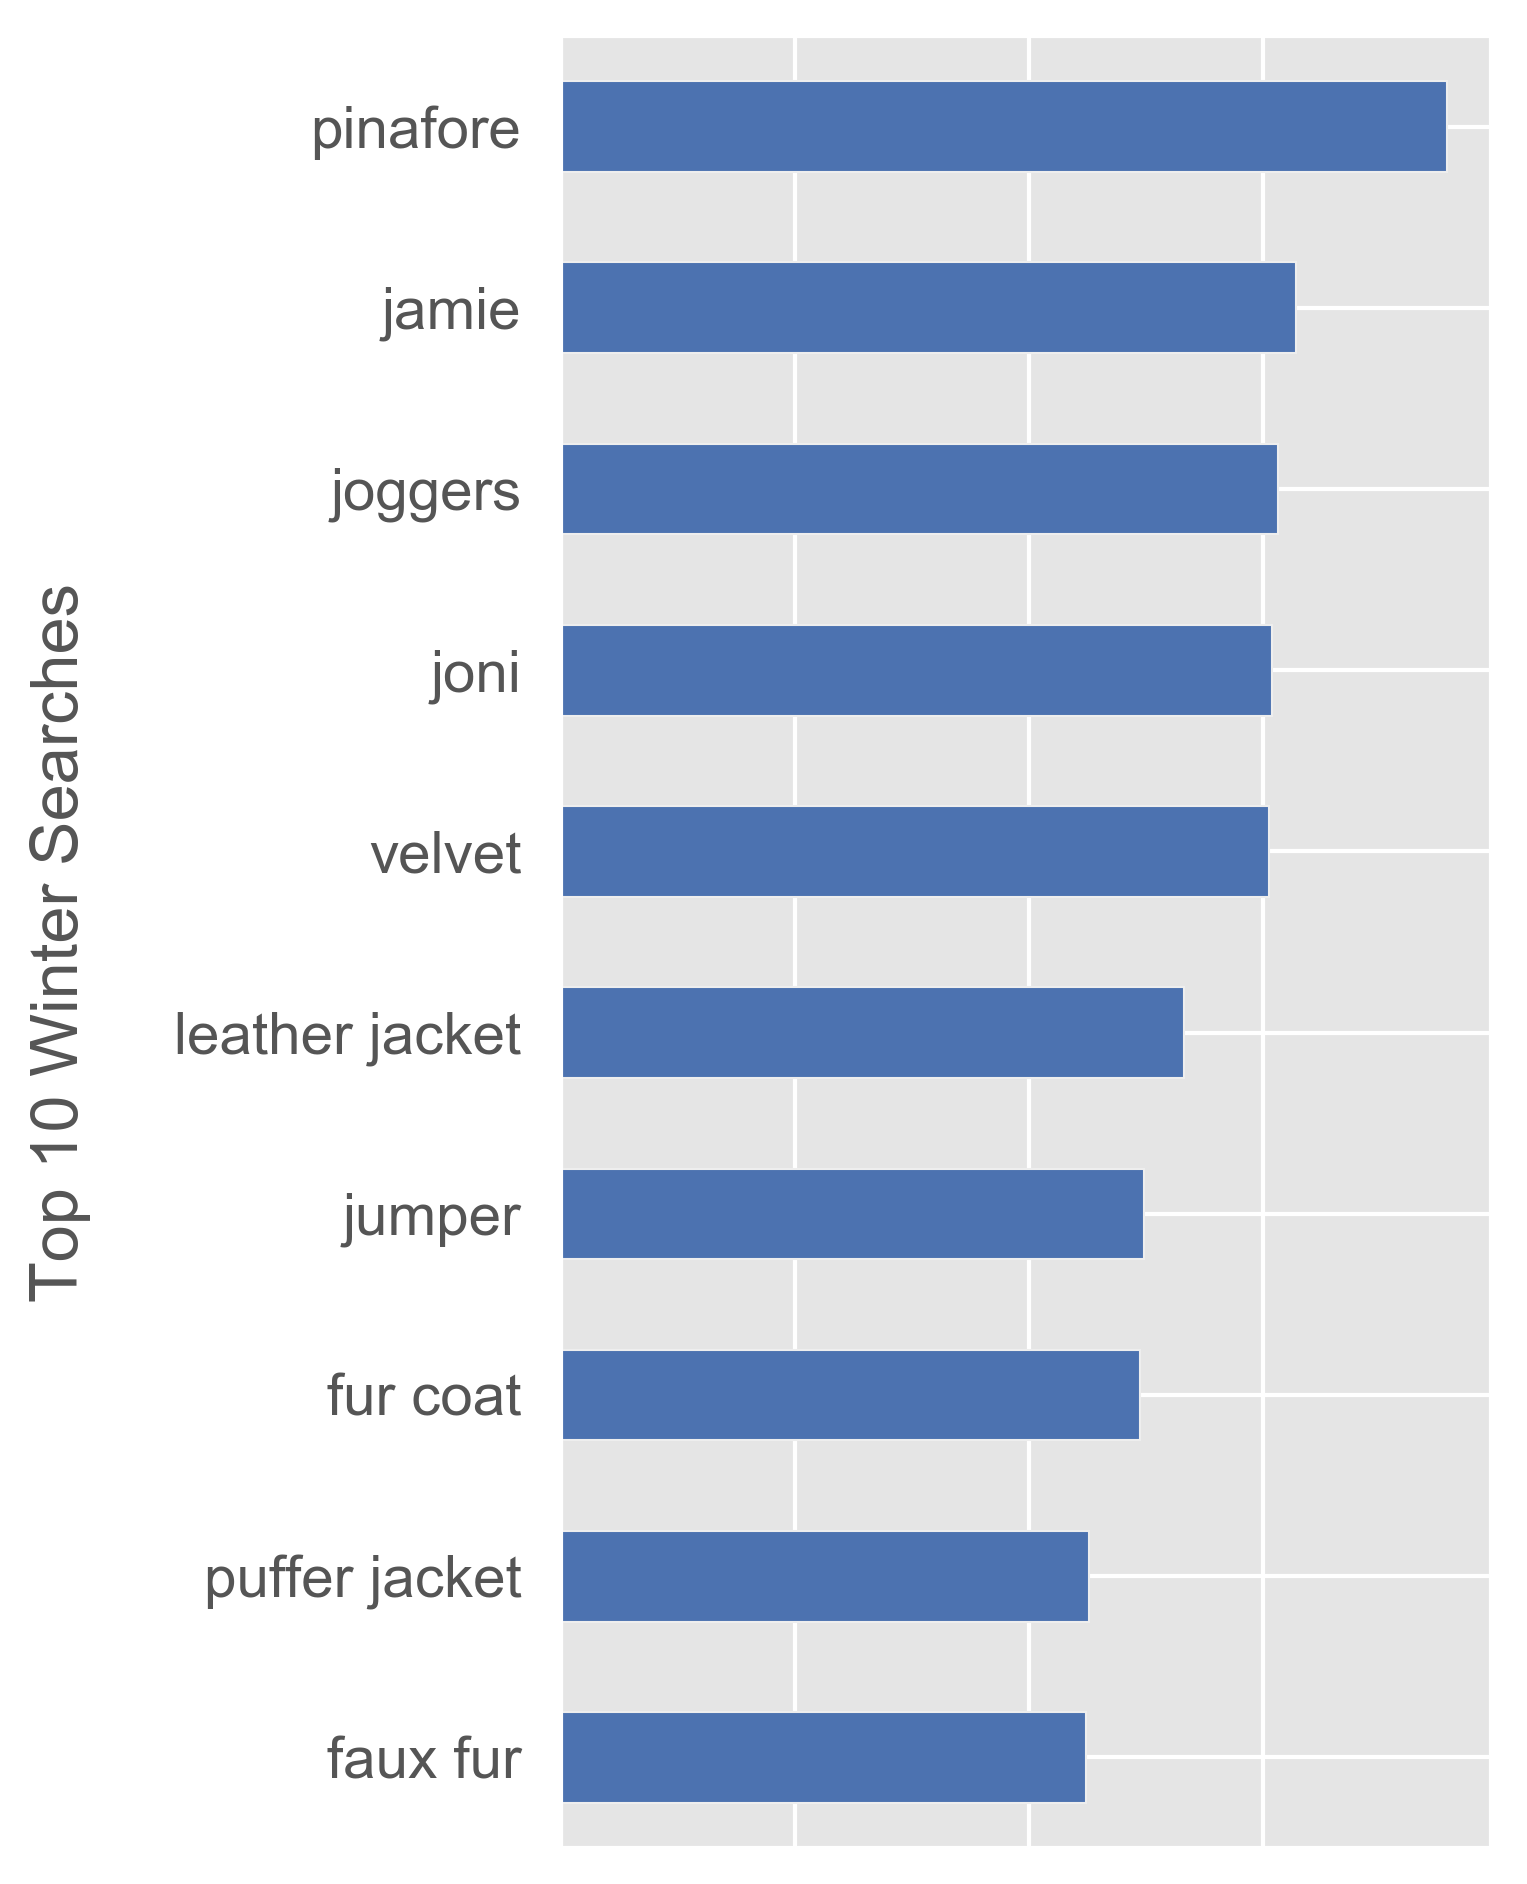 Top 10 Winter Searches
pinafore
jamie
joggers
joni
velvet
leather jacket
jumper
fur coat
puffer jacket
faux fur